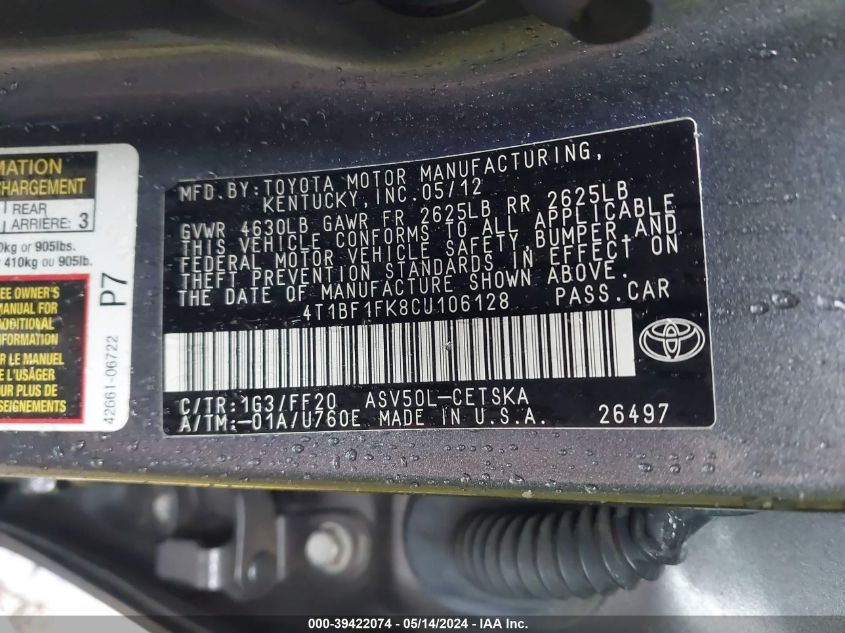 MATION
CHARGEMENT
REAR
ARRIÈRE 3
0kg or 905lbs.
r 410kg ou 905lb.
EE OWNER'S
MANUAL FOR
ADDITIONAL
INFORMATION
R LE MANUEL
DE L'USÂGER
UR PLUS DE
SEIGNEMENTS
P7
42661-06722
MFD.BY:TOYOTA MOTOR MANUFACTURING,
KENTUCKY,INC.05/12
GVWR 4630LB GAWR FR 2625LB RR 2625LB
THIS VEHICLE CONFORMS TO ALL APPLICABLE
FEDERAL MOTOR VEHICLE SAFETY,BUMPER,AND
THEFT PREVENTION STANDARDS IN EFFECT ON
THE DATE OF MANUFACTURE SHOWN ABOVE.
4T1BF1FK8CU106128 PASS.CAR
C/TR:1G3/FF20 ASV50L-CETSKA
A/TM:-01A/U760E MADE IN U.S.A. 26497
000-39422074 - 05/14/2024 - IAA Inc.